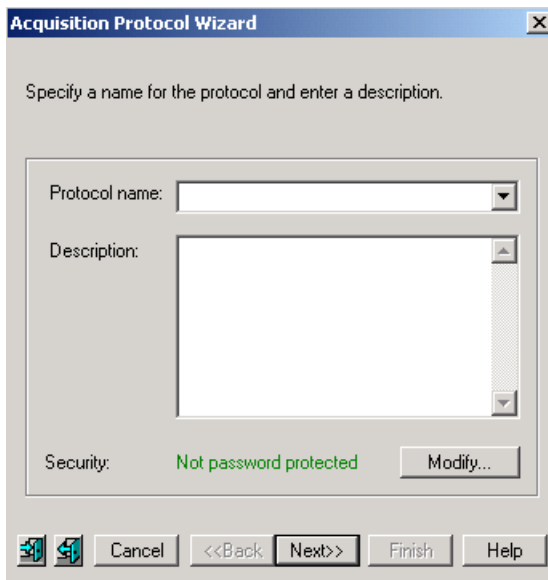 Acquisition Protocol Wizard
Specify a name for the protocol and enter a description.
Protocol name:
Description:
Security: Not password protected Modify...
Cancel <<Back Next>> Finish Help